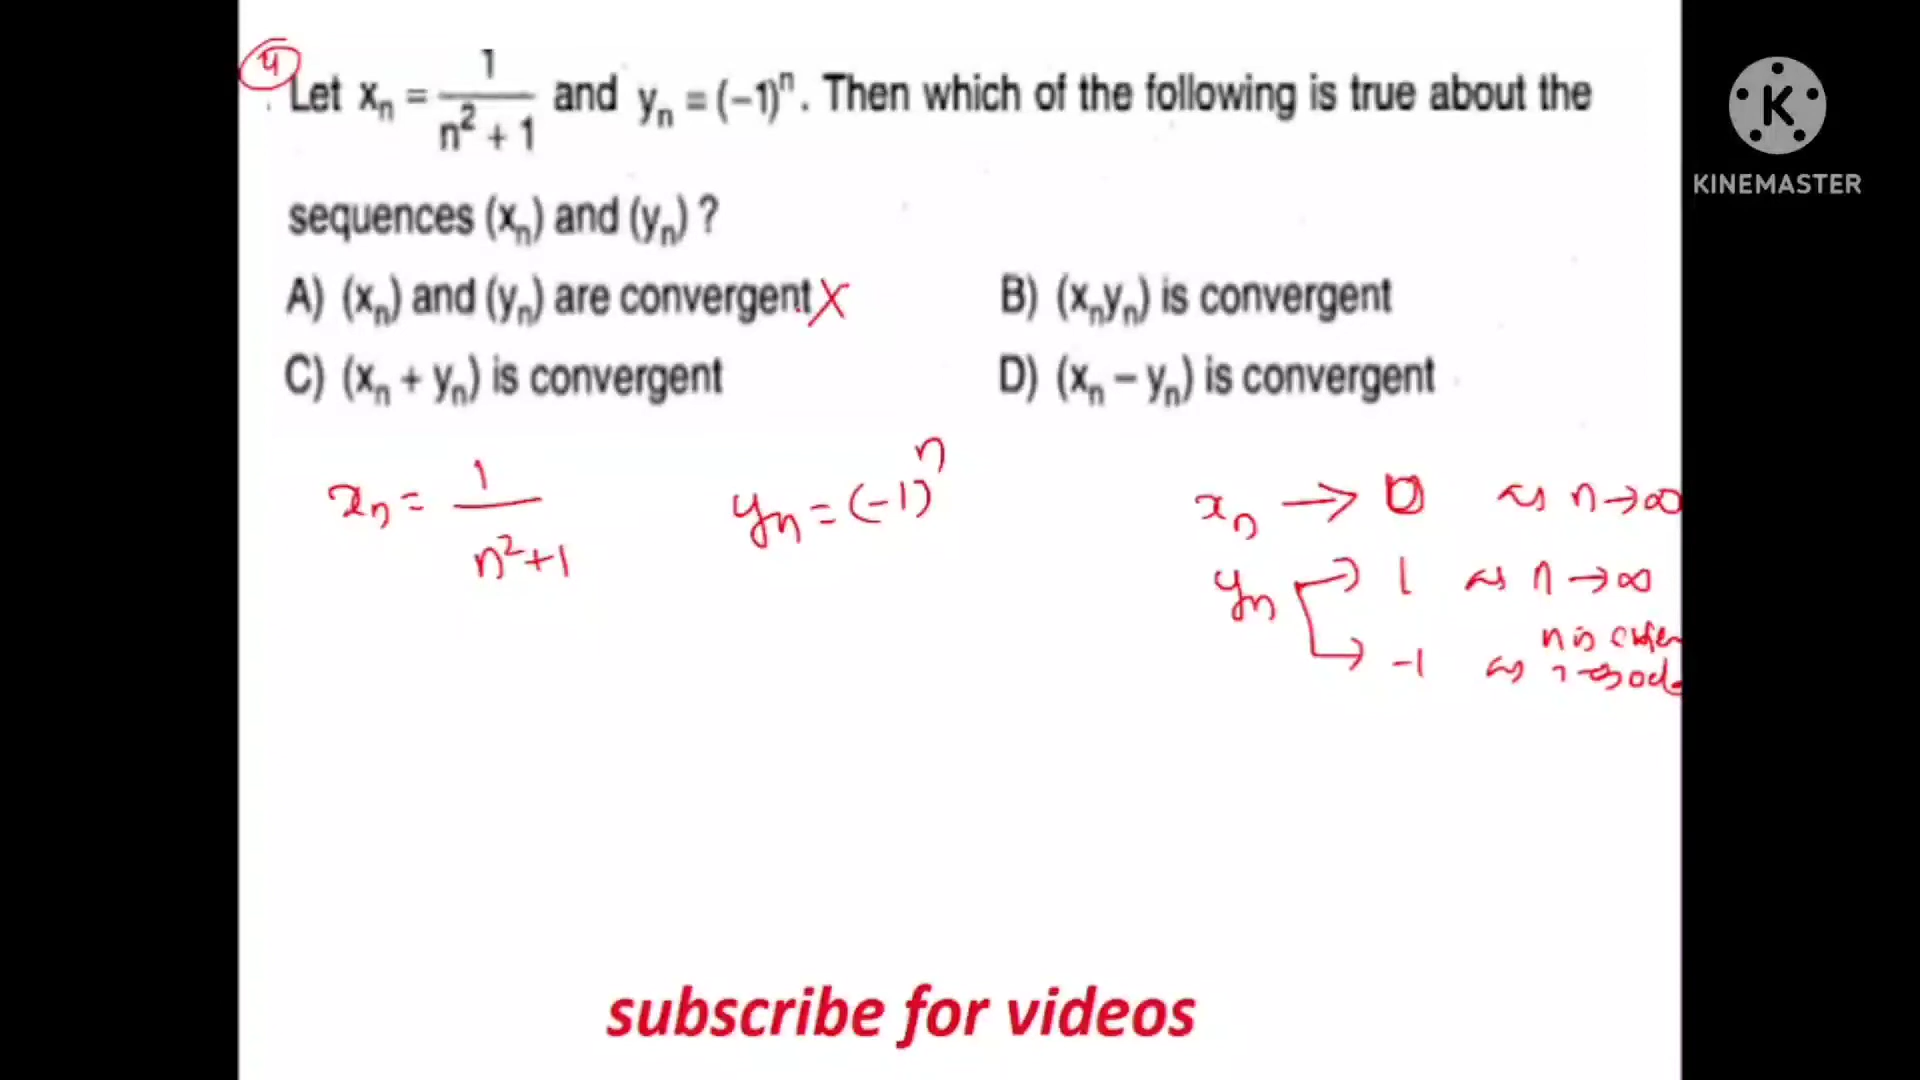 4
Let xₙ = 1/(n² + 1) and yₙ = (-1)ⁿ. Then which of the following is true about the
sequences (xₙ) and (yₙ) ?
A) (xₙ) and (yₙ) are convergent X
B) (xₙyₙ) is convergent
C) (xₙ + yₙ) is convergent
D) (xₙ – yₙ) is convergent
xₙ = 1/(n²+1)
yₙ = (-1)ⁿ
xₙ → 0 as n→∞
yₙ → 1 as n→∞
n is even
→ -1 as
K
KINEMASTER
subscribe for videos